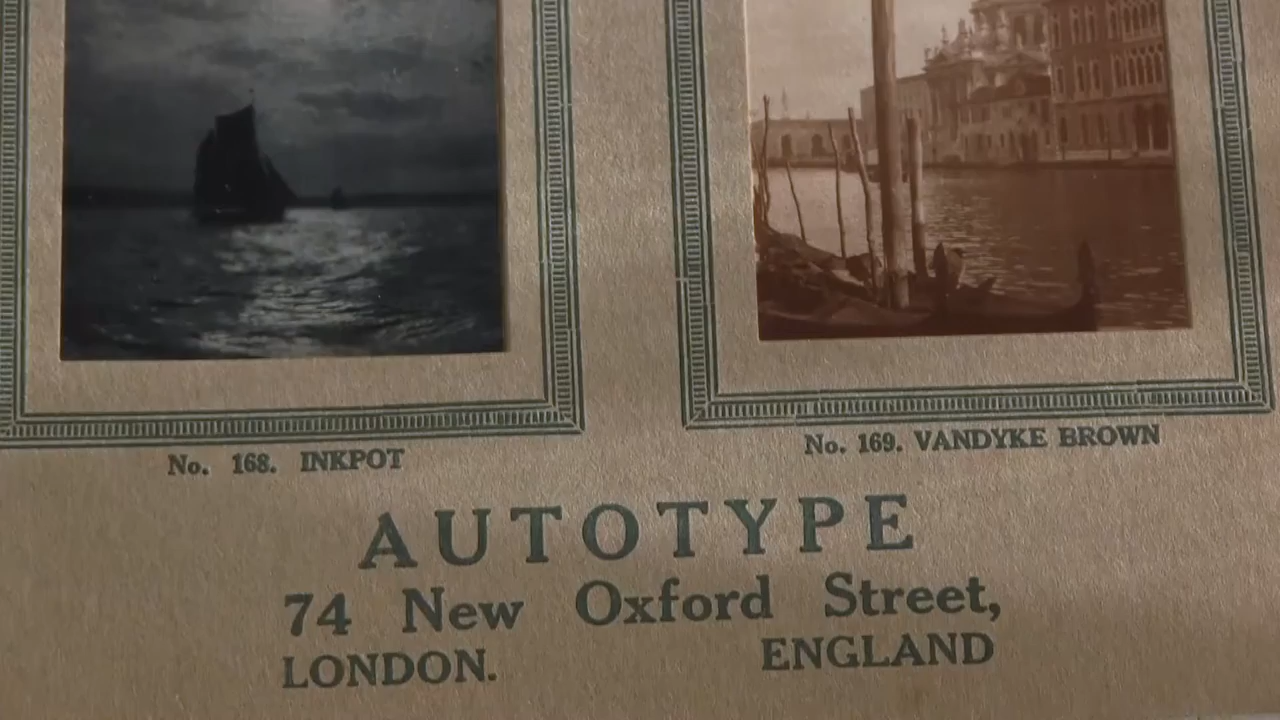 No. 168. INKPOT
No. 169. VANDYKE BROWN
AUTOTYPE
74 New Oxford Street,
LONDON. ENGLAND